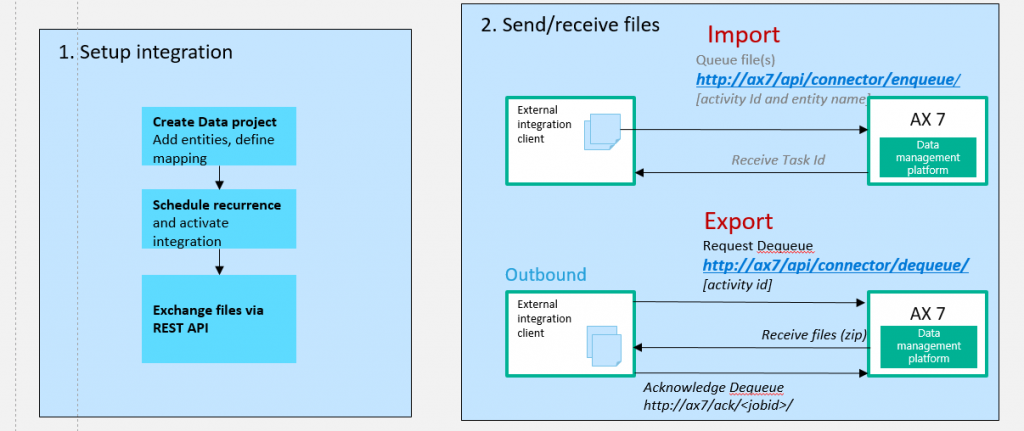 1. Setup integration
Create Data project
Add entities, define
mapping
Schedule recurrence
and activate
integration
Exchange files via
REST API
2. Send/receive files
Import
Queue file(s)
http://ax7/api/connector/enqueue/
[activity Id and entity name]
External
integration
client
AX 7
Data
management
platform
Receive Task Id
Export
Request Dequeue
http://ax7/api/connector/dequeue/
[activity id]
Outbound
External
integration
client
AX 7
Data
management
platform
Receive files (zip)
Acknowledge Dequeue
http://ax7/ack/<jobid>/